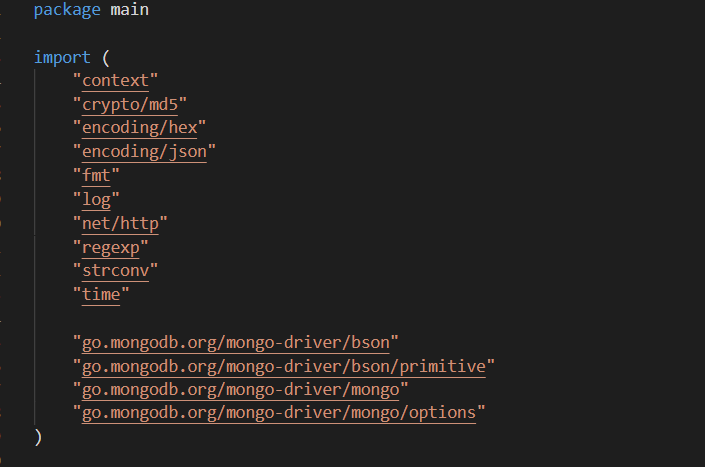 package main
import (
"context"
"crypto/md5"
"encoding/hex"
"encoding/json"
"fmt"
"log"
"net/http"
"regexp"
"strconv"
"time"
"go.mongodb.org/mongo-driver/bson"
"go.mongodb.org/mongo-driver/bson/primitive"
"go.mongodb.org/mongo-driver/mongo"
"go.mongodb.org/mongo-driver/mongo/options"
)